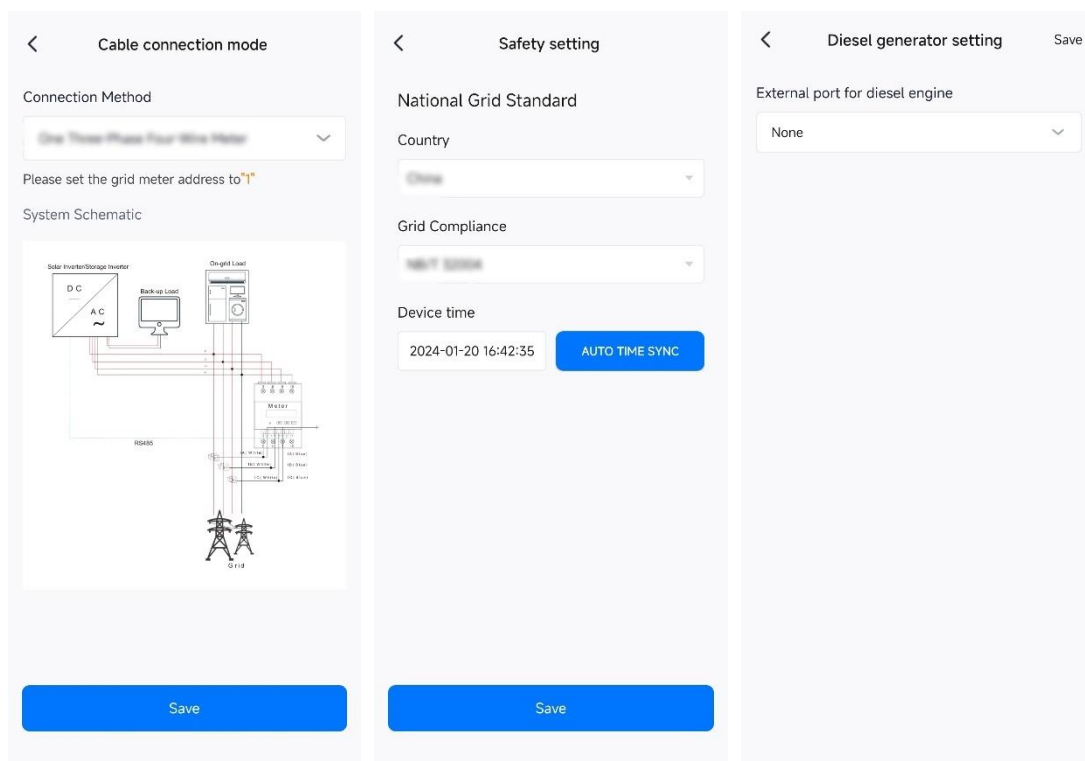 Cable connection mode
Connection Method
Please set the grid meter address to"1"
System Schematic
Solar Inverter/Storage Inverter
On-grid Load
D C
Back-up Load
A C
Meter
RS485
Grid
Save
Safety setting
National Grid Standard
Country
Grid Compliance
Device time
2024-01-20 16:42:35
AUTO TIME SYNC
Save
Diesel generator setting
Save
External port for diesel engine
None